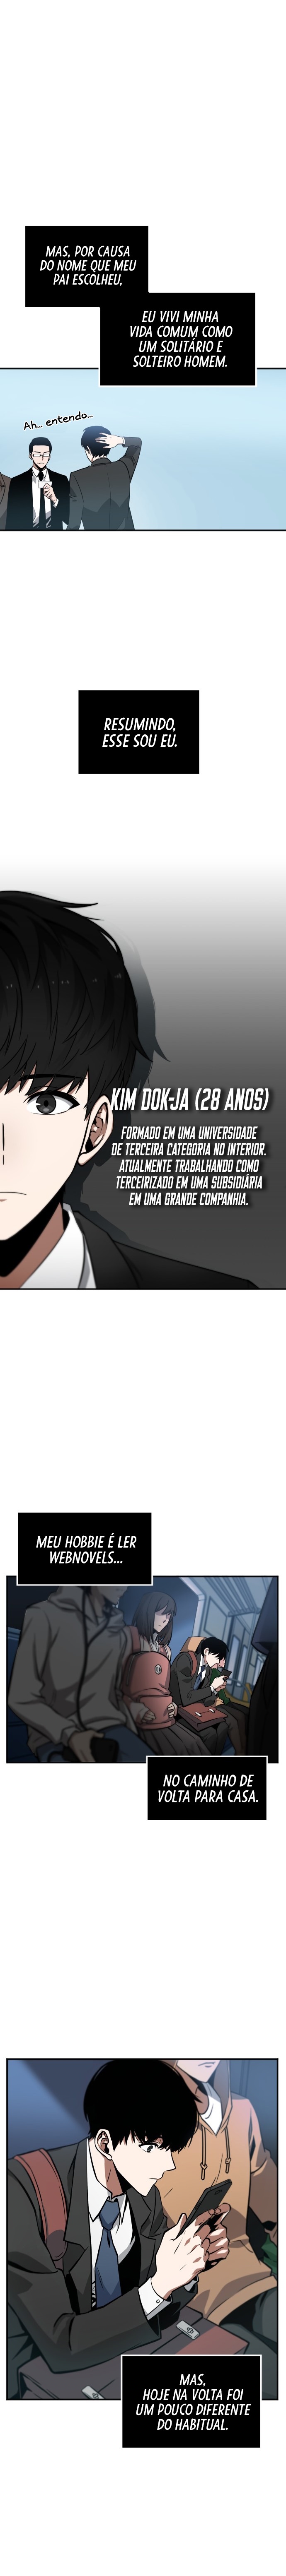 MAS, POR CAUSA
DO NOME QUE MEU
PAI ESCOLHEU,
EU VIVI MINHA
VIDA COMUM COMO
UM SOLITÁRIO E
SOLTEIRO HOMEM.
Ah... entendo...
RESUMINDO,
ESSE SOU EU.
KIM DOK-JA (28 ANOS)
FORMADO EM UMA UNIVERSIDADE
DE TERCEIRA CATEGORIA NO INTERIOR.
ATUALMENTE TRABALHANDO COMO
TERCEIRIZADO EM UMA SUBSIDIÁRIA
EM UMA GRANDE COMPANHIA.
MEU HOBBIE É LER
WEBNOVELS...
NO CAMINHO DE
VOLTA PARA CASA.
MAS,
HOJE NA VOLTA FOI
UM POUCO DIFERENTE
DO HABITUAL.